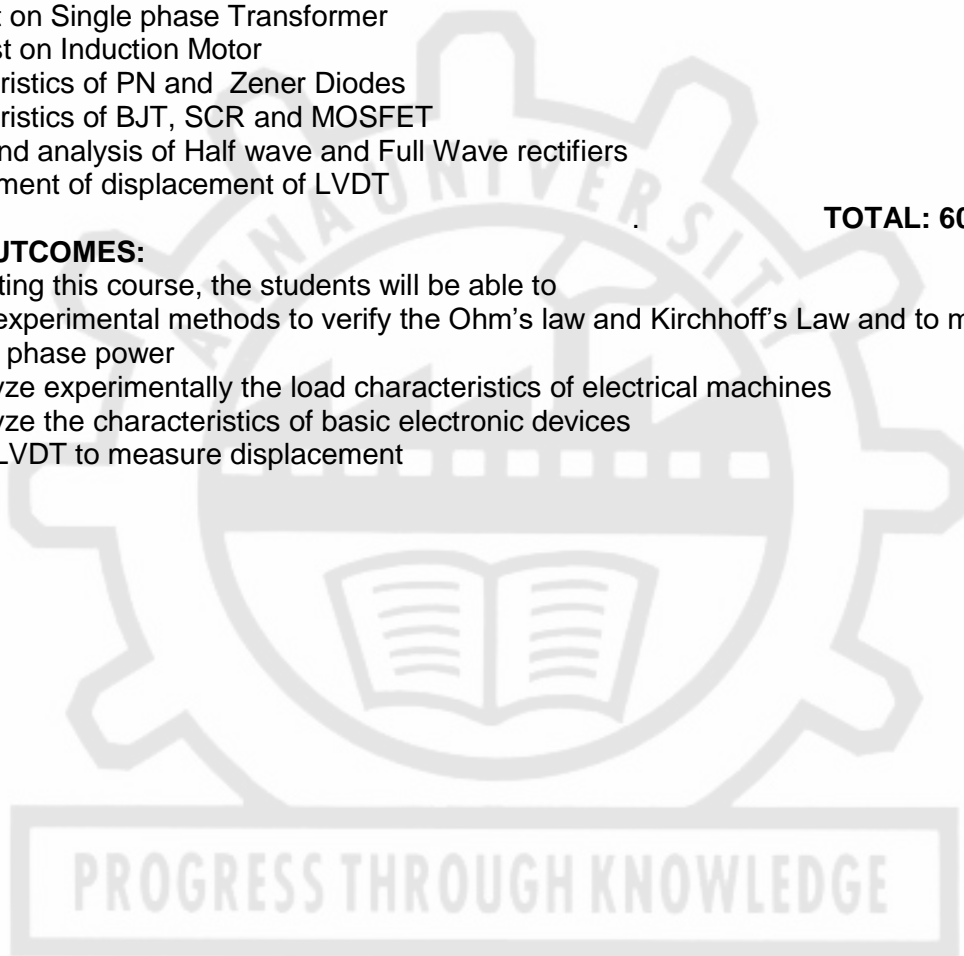 t on Single phase Transformer
st on Induction Motor
ristics of PN and  Zener Diodes
ristics of BJT, SCR and MOSFET
nd analysis of Half wave and Full Wave rectifiers
ment of displacement of LVDT
. TOTAL: 60
UTCOMES:
ting this course, the students will be able to
experimental methods to verify the Ohm's law and Kirchhoff's Law and to m
phase power
yze experimentally the load characteristics of electrical machines
yze the characteristics of basic electronic devices
LVDT to measure displacement
ANNA UNIVERSITY
PROGRESS THROUGH KNOWLEDGE